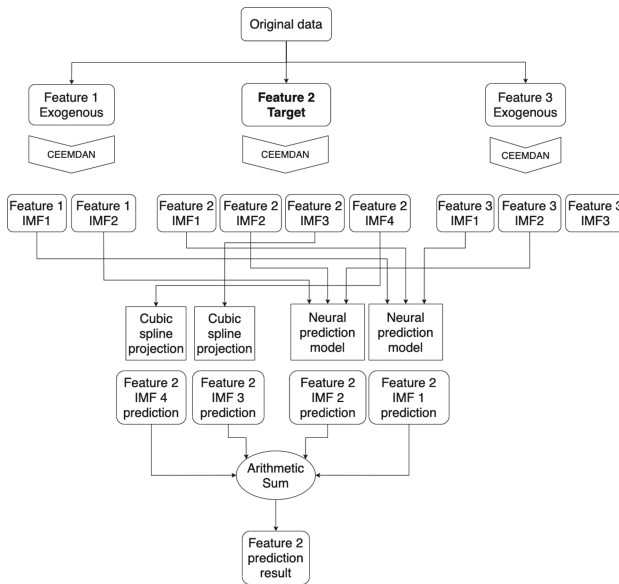 Original data
Feature 1
Exogenous
Feature 2
Target
Feature 3
Exogenous
CEEMDAN
CEEMDAN
CEEMDAN
Feature 1
IMF1
Feature 1
IMF2
Feature 2
IMF1
Feature 2
IMF2
Feature 2
IMF3
Feature 2
IMF4
Feature 3
IMF1
Feature 3
IMF2
Feature 3
IMF3
Cubic
spline
projection
Cubic
spline
projection
Neural
prediction
model
Neural
prediction
model
Feature 2
IMF 4
prediction
Feature 2
IMF 3
prediction
Feature 2
IMF 2
prediction
Feature 2
IMF 1
prediction
Arithmetic
Sum
Feature 2
prediction
result